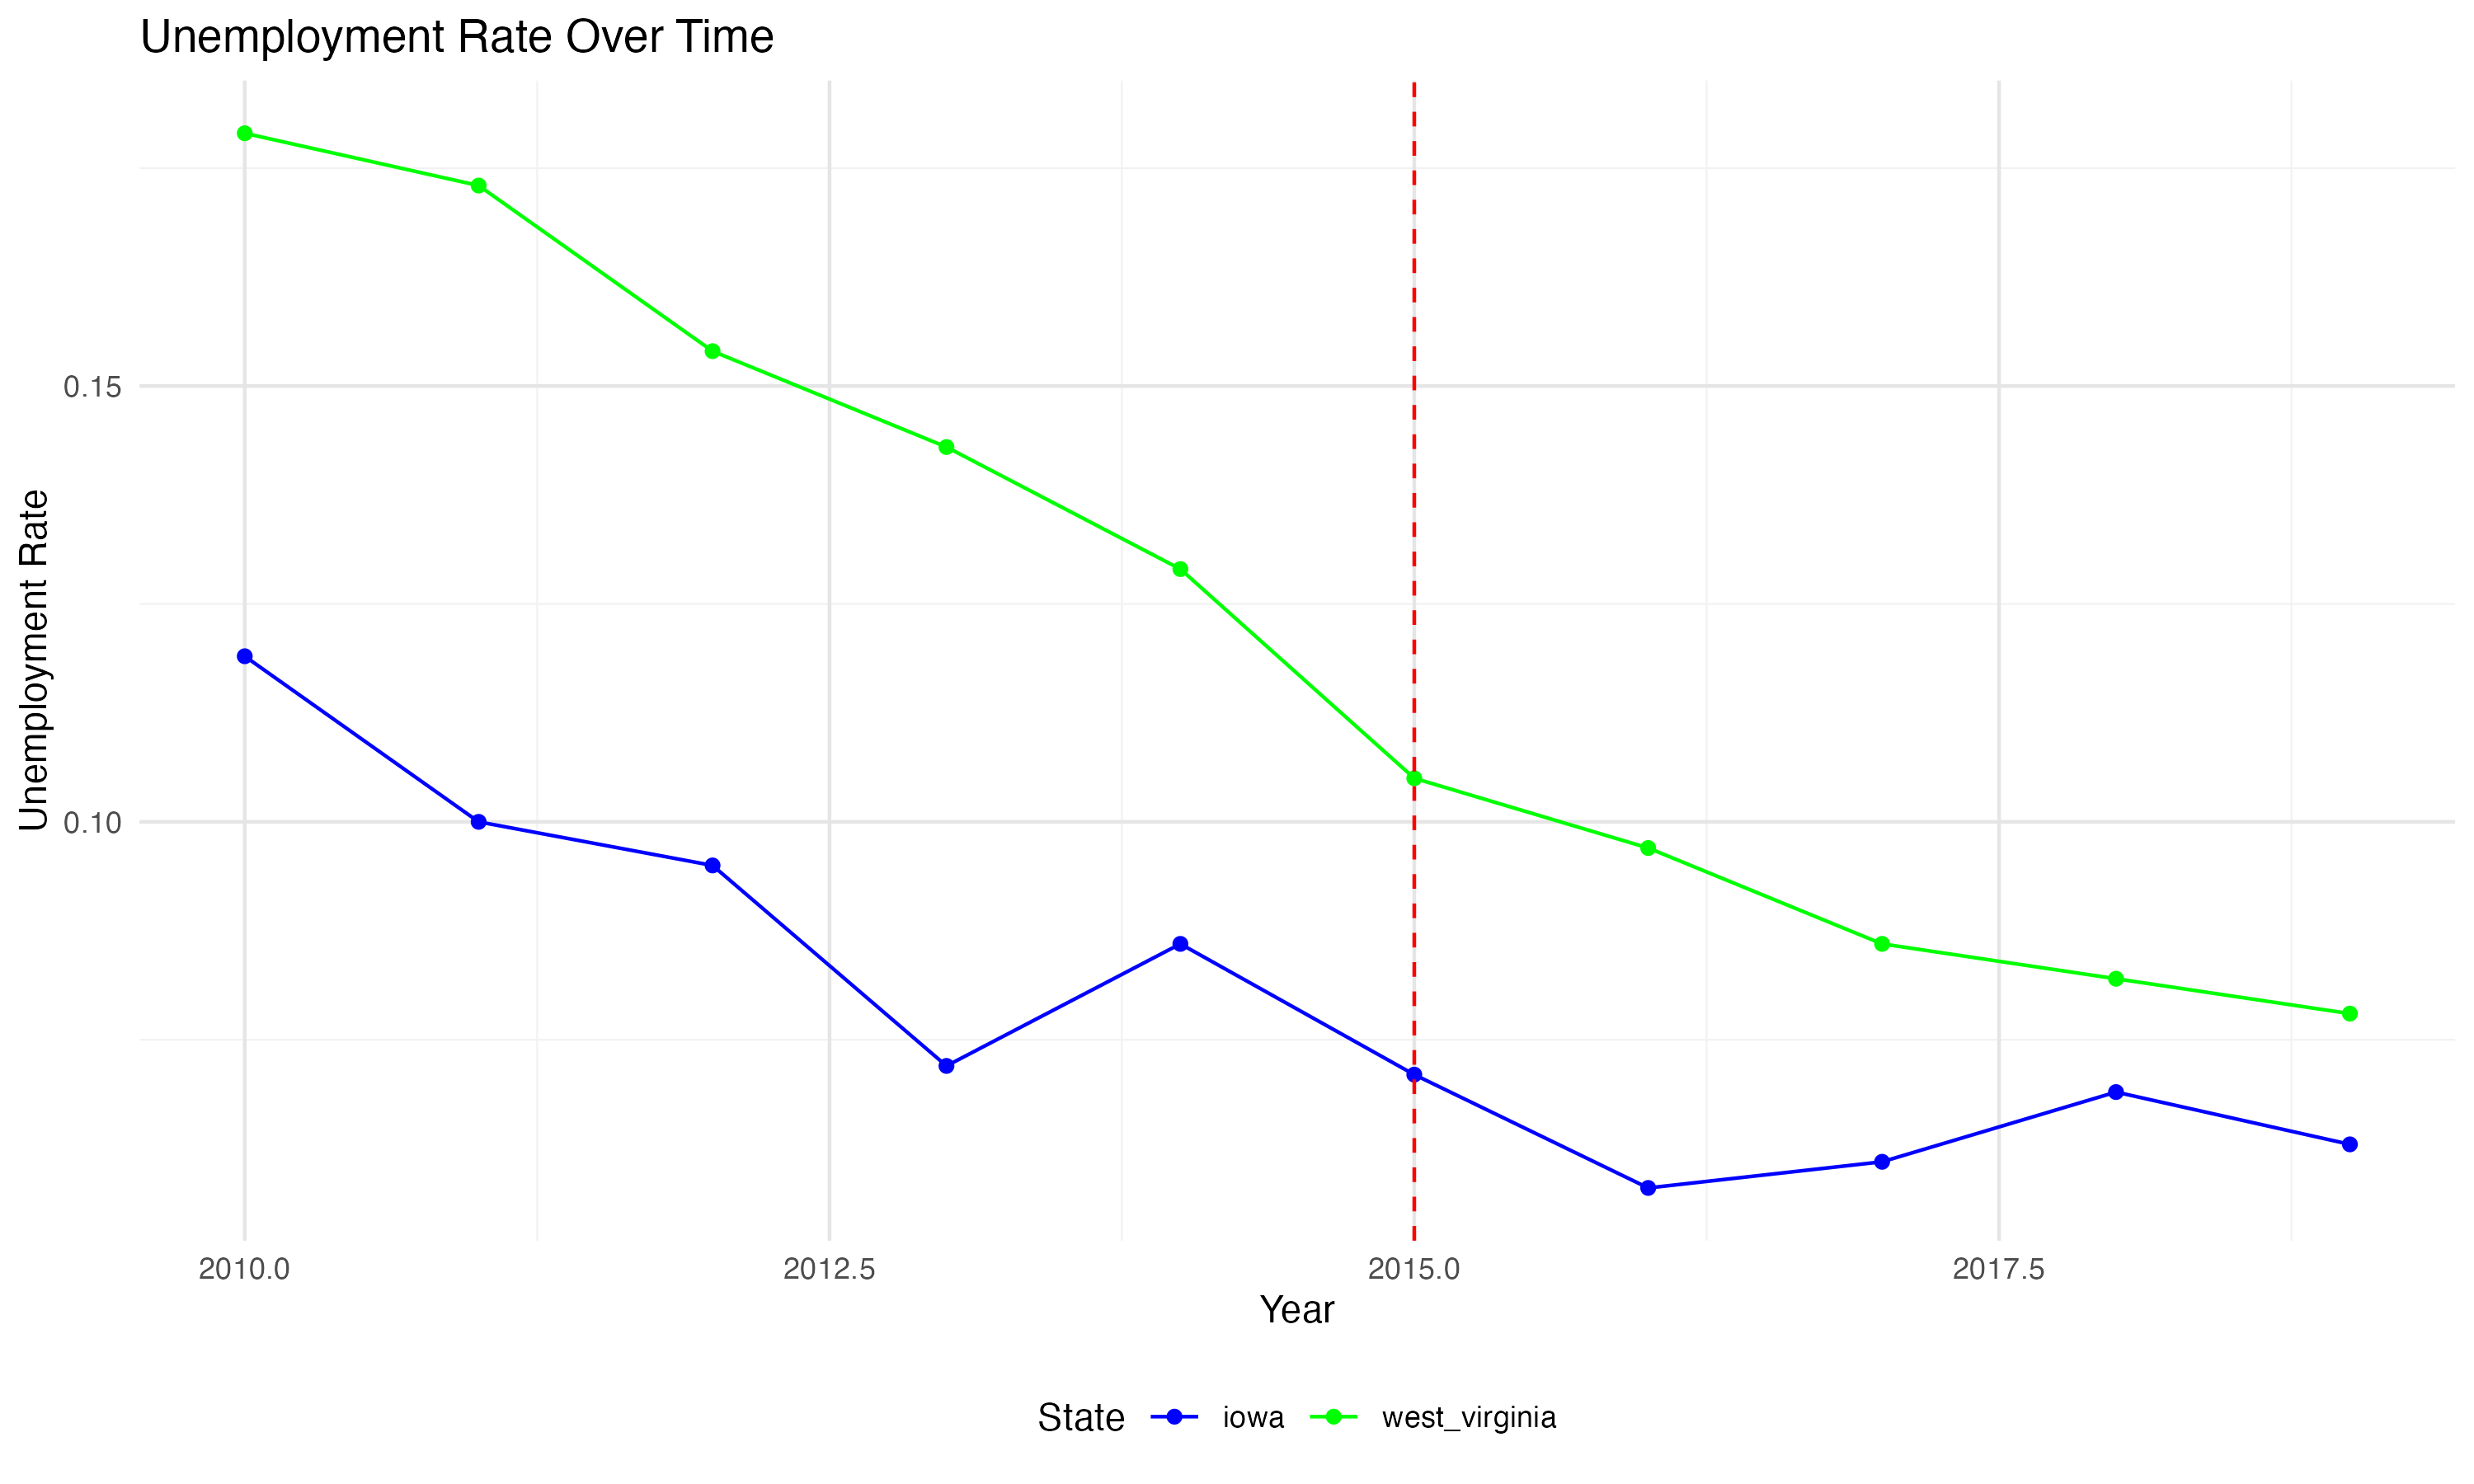 Unemployment Rate Over Time
Unemployment Rate
0.15
0.10
2010.0 2012.5 2015.0 2017.5
Year
State iowa west_virginia